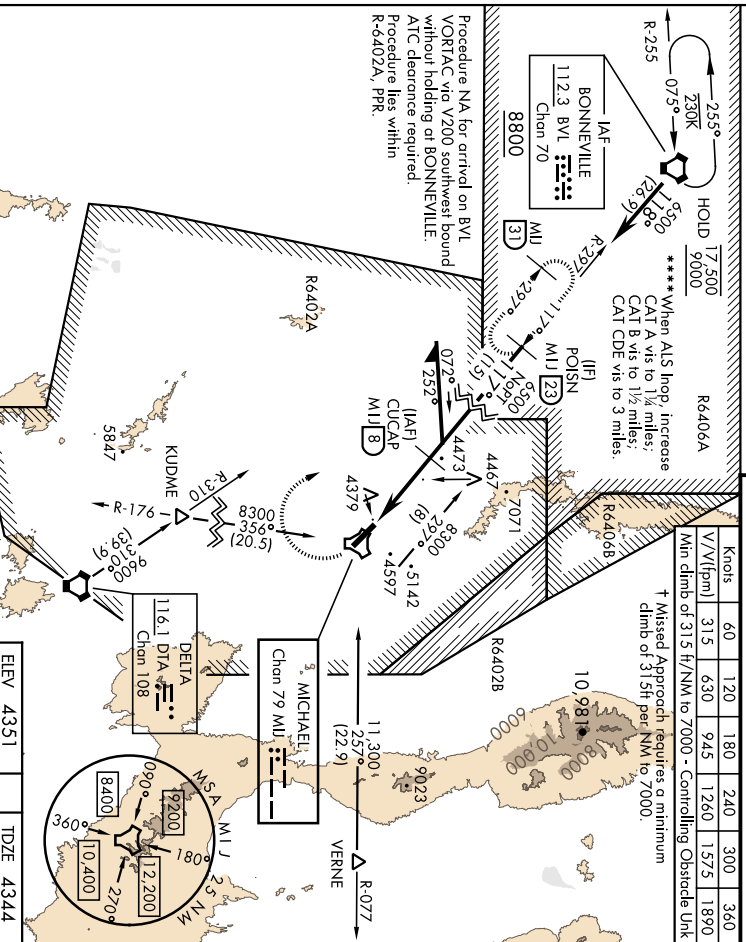 R-255
255°
230K
075°
HOLD
17,500
9000
IAF
BONNEVILLE
112.3 BVL
Chan 70
8800
6500
118°
(26.9)
R-297
MIJ 31
297°
117°
(IF)
POISN
MIJ 23
6500
NoPT
117°
(15)
R6406A
****When ALS inop, increase
CAT A vis to 1¼ miles;
CAT B vis to 1½ miles;
CAT CDE vis to 3 miles.
Procedure NA for arrival on BVL
VORTAC via V200 southwest bound
without holding at BONNEVILLE.
ATC clearance required.
Procedure lies within
R-6402A, PPR.
R6402A
072°
252°
(IAF)
CUCAP
MIJ 8
4473
4467
7071
8300
297°
(8)
4379
4597
5142
R6406B
R6402B
5847
KUDME
R-310
R-176
8300
356°
(20.5)
9600
310°
(39.9)
DELTA
116.1 DTA
Chan 108
MICHAEL
Chan 79 MIJ
11,300
257°
(22.9)
VERNE
R-077
9023
10,981
9000
10,000
8000
Knots 60 120 180 240 300 360
V/V(fpm) 315 630 945 1260 1575 1890
Min climb of 315 ft/NM to 7000 - Controlling Obstacle Unk
† Missed Approach requires a minimum
climb of 315ft per NM to 7000.
MSA MIJ 25 NM
090°
180°
270°
360°
9200
8400
12,200
10,400
ELEV 4351
TDZE 4344